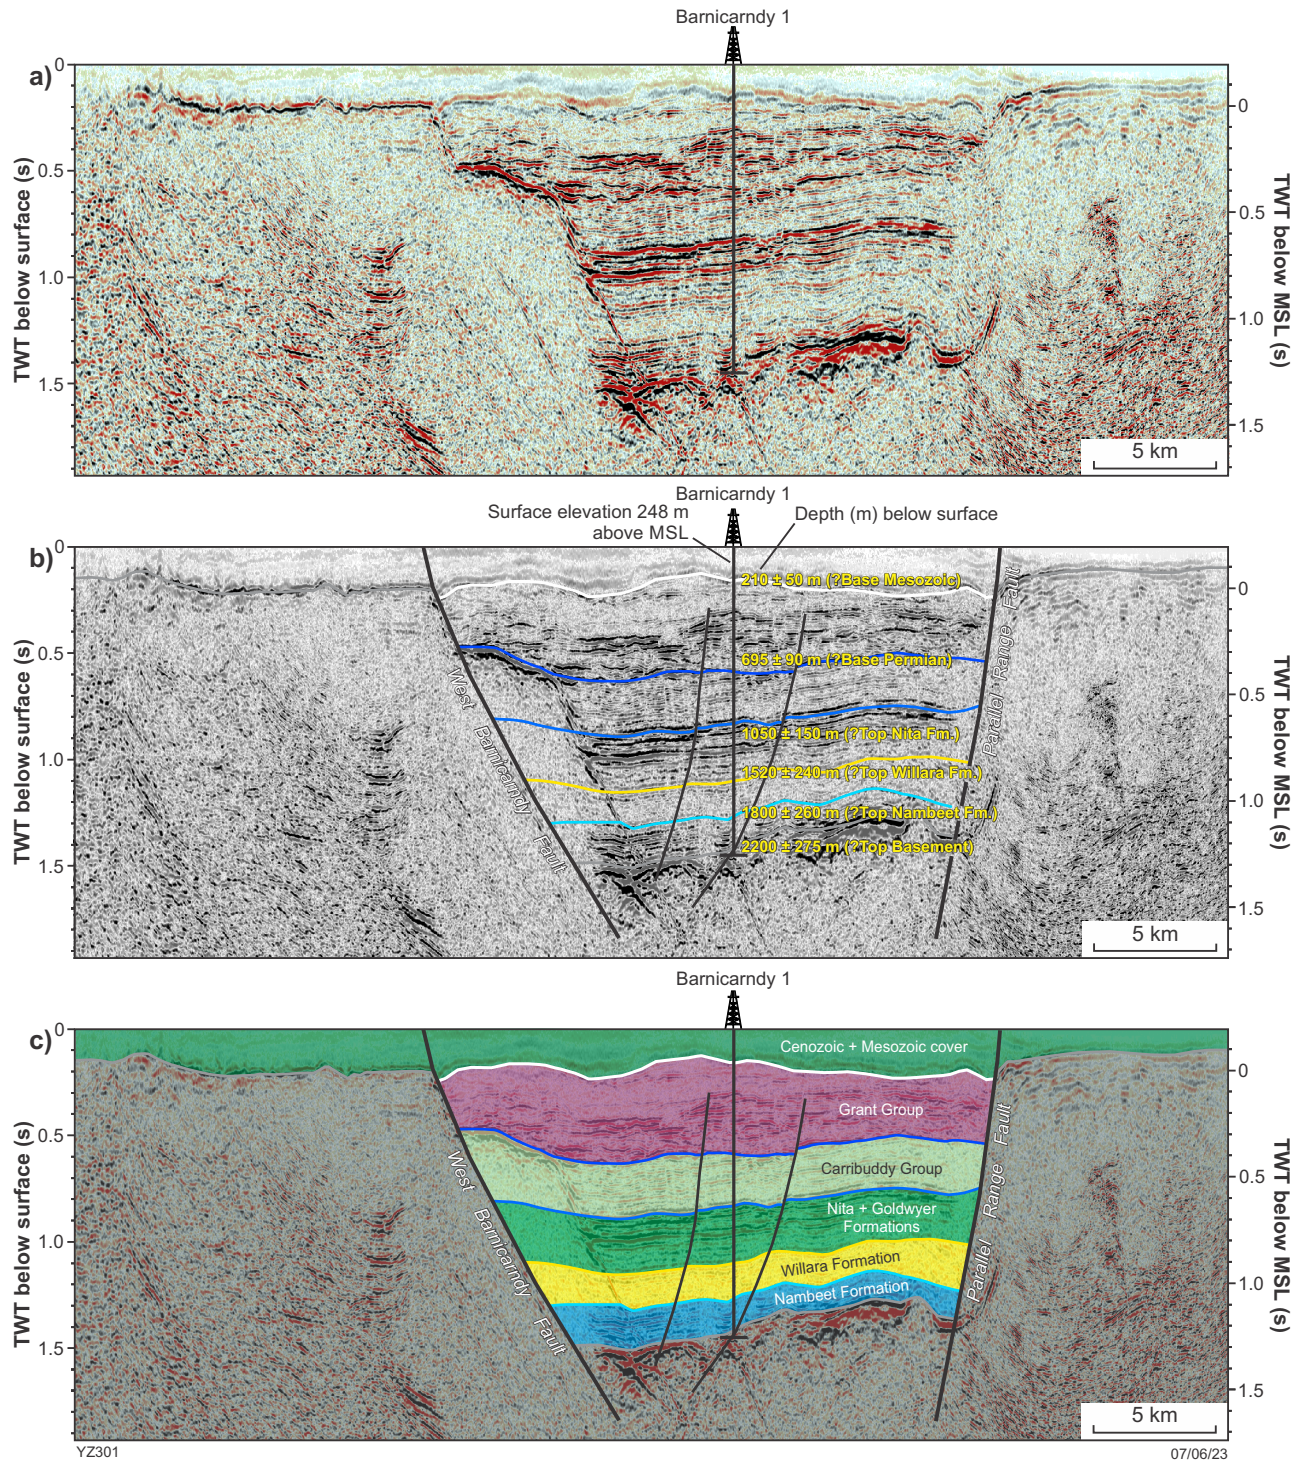 Barnicarndy 1
a)
0
0.5
1.0
1.5
TWT below surface (s)
0
0.5
1.0
1.5
TWT below MSL (s)
5 km
Barnicarndy 1
Surface elevation 248 m
above MSL
Depth (m) below surface
b)
0
0.5
1.0
1.5
TWT below surface (s)
0
0.5
1.0
1.5
TWT below MSL (s)
210 ± 50 m (?Base Mesozoic)
695 ± 90 m (?Base Permian)
1050 ± 150 m (?Top Nita Fm.)
1520 ± 240 m (?Top Willara Fm.)
1800 ± 260 m (?Top Nambeet Fm.)
2200 ± 275 m (?Top Basement)
West Barnicarndy Fault
Parallel Range Fault
5 km
Barnicarndy 1
c)
0
0.5
1.0
1.5
TWT below surface (s)
0
0.5
1.0
1.5
TWT below MSL (s)
Cenozoic + Mesozoic cover
Grant Group
Carribuddy Group
Nita + Goldwyer
Formations
Willara Formation
Nambeet Formation
West Barnicarndy Fault
Parallel Range Fault
5 km
YZ301
07/06/23